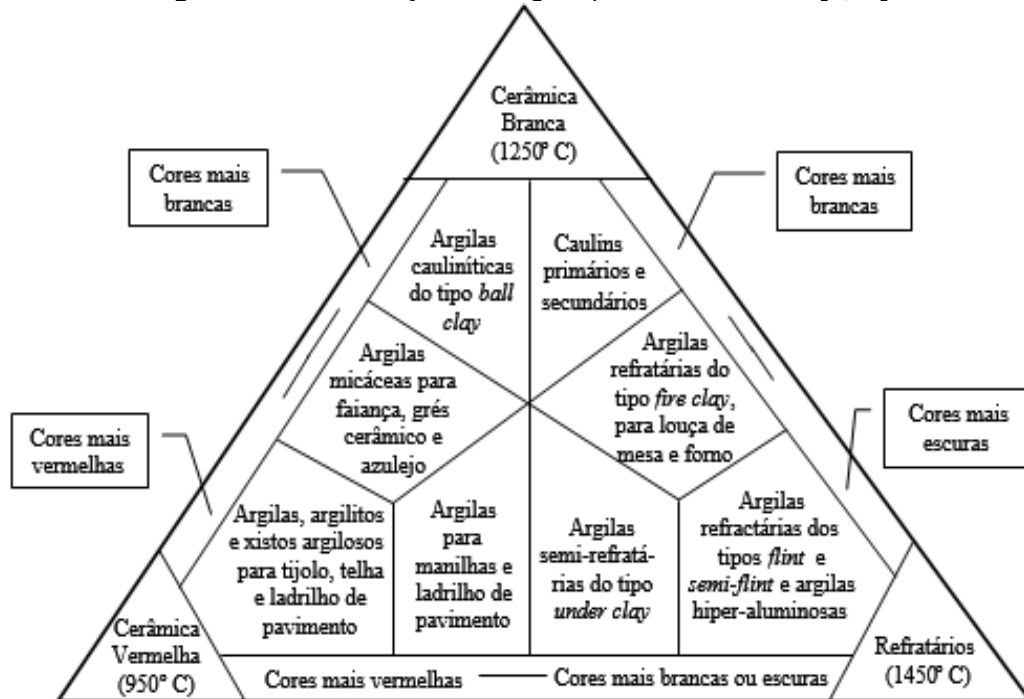 Cerâmica
Branca
(1250º C)
Cores mais
brancas
Cores mais
brancas
Argilas
cauliníticas
do tipo ball
clay
Caulins
primários e
secundários
Argilas
micáceas para
faiança, grés
cerâmico e
azulejo
Argilas
refratárias do
tipo fire clay,
para louça de
mesa e forno
Cores mais
vermelhas
Cores mais
escuras
Argilas, argilitos
e xistos argilosos
para tijolo, telha
e ladrilho de
pavimento
Argilas
para
manilhas e
ladrilho de
pavimento
Argilas
semi-refratá-
rias do tipo
under clay
Argilas
refractárias dos
tipos flint e
semi-flint e argilas
hiper-aluminosas
Cerâmica
Vermelha
(950º C)
Cores mais vermelhas
Cores mais brancas ou escuras
Refratários
(1450º C)